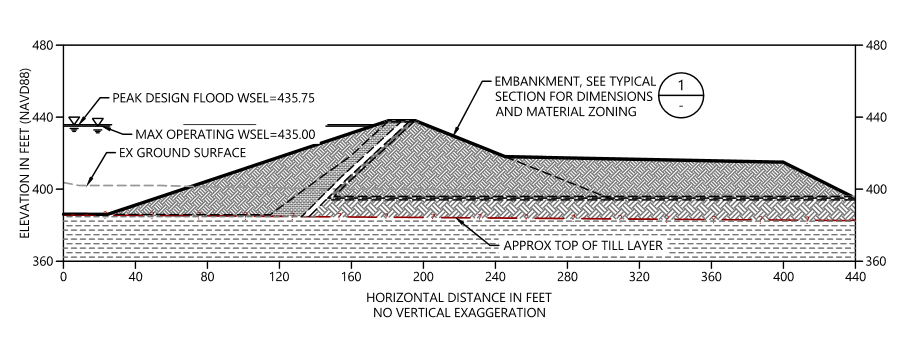 480
480
ELEVATION IN FEET (NAVD88)
PEAK DESIGN FLOOD WSEL=435.75
EMBANKMENT, SEE TYPICAL
SECTION FOR DIMENSIONS
AND MATERIAL ZONING
1
-
440
440
MAX OPERATING WSEL=435.00
EX GROUND SURFACE
400
400
APPROX TOP OF TILL LAYER
360
360
0 40 80 120 160 200 240 280 320 360 400 440
HORIZONTAL DISTANCE IN FEET
NO VERTICAL EXAGGERATION